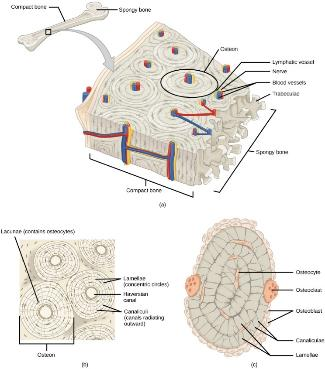 Compact bone
Spongy bone
Osteon
Lymphatic vessel
Nerve
Blood vessels
Trabeculae
Spongy bone
Compact bone
(a)
Lacunae (contains osteocytes)
Lamellae
(concentric circles)
Haversian
canal
Canaliculi
(canals radiating
outward)
Osteon
(b)
Osteocyte
Osteoclast
Osteoblast
Canaliculae
Lamellae
(c)